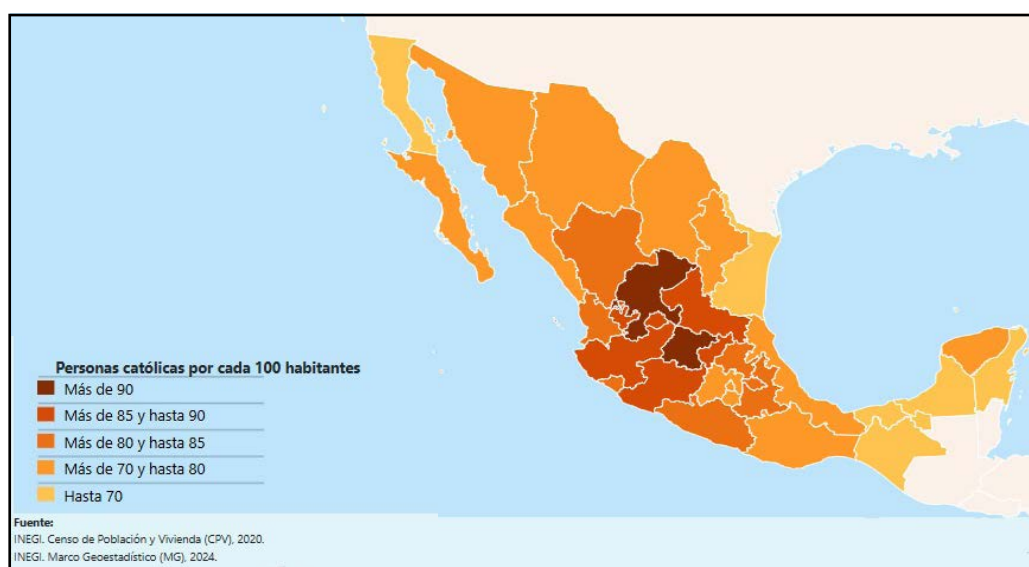 Personas católicas por cada 100 habitantes
Más de 90
Más de 85 y hasta 90
Más de 80 y hasta 85
Más de 70 y hasta 80
Hasta 70
Fuente:
INEGI. Censo de Población y Vivienda (CPV), 2020.
INEGI. Marco Geoestadístico (MG), 2024.